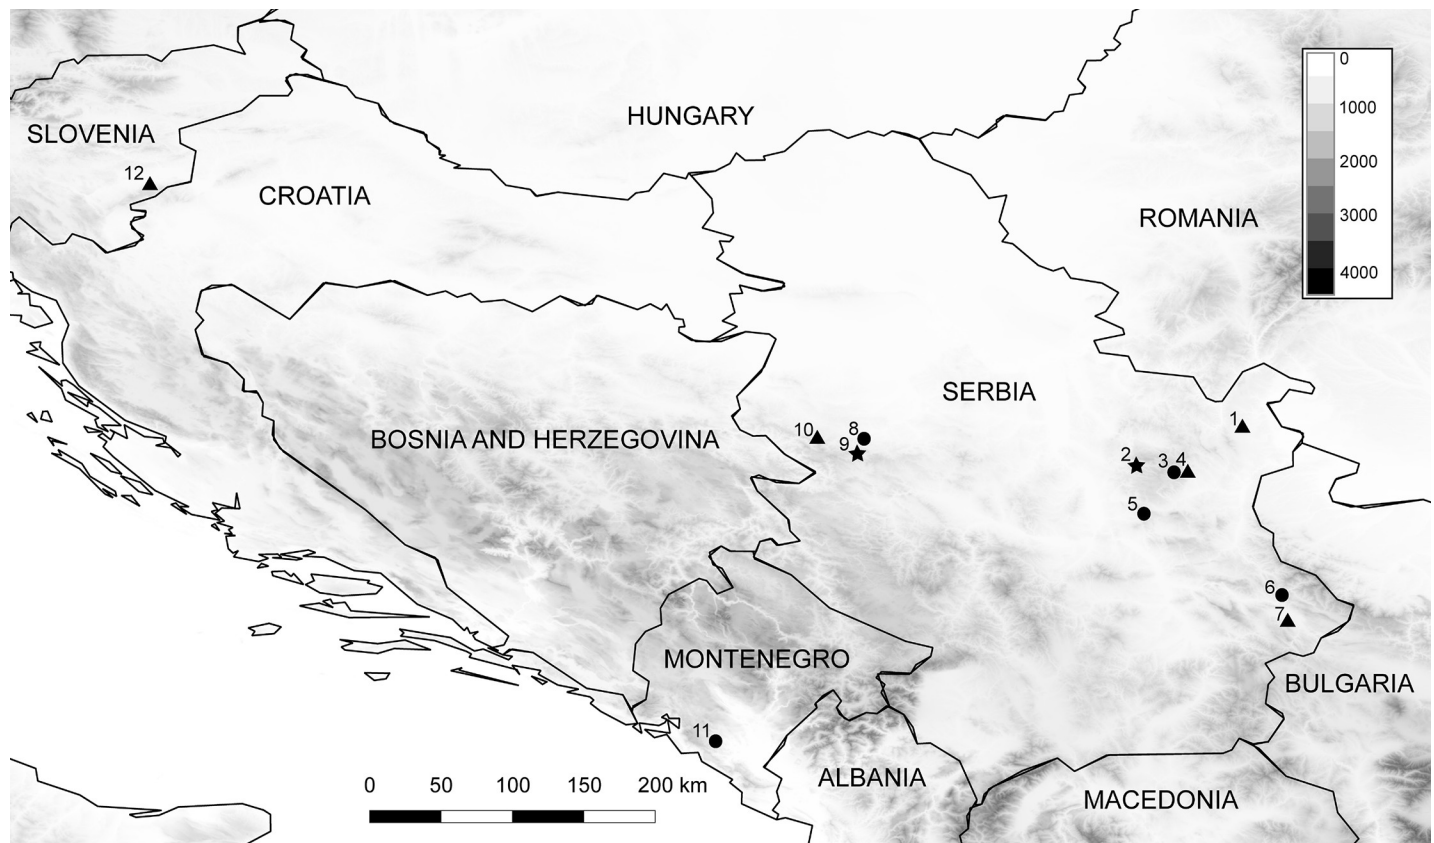 HUNGARY
SLOVENIA
12
CROATIA
ROMANIA
0
1000
2000
3000
4000
SERBIA
BOSNIA AND HERZEGOVINA
10
8
9
1
2
3
4
5
6
7
MONTENEGRO
BULGARIA
11
ALBANIA
MACEDONIA
0 50 100 150 200 km